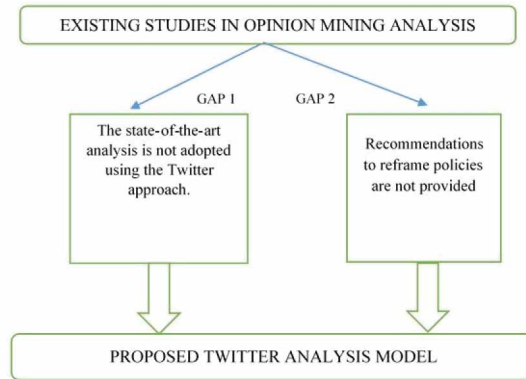 EXISTING STUDIES IN OPINION MINING ANALYSIS
GAP 1
GAP 2
The state-of-the-art
analysis is not adopted
using the Twitter
approach.
Recommendations
to reframe policies
are not provided
PROPOSED TWITTER ANALYSIS MODEL